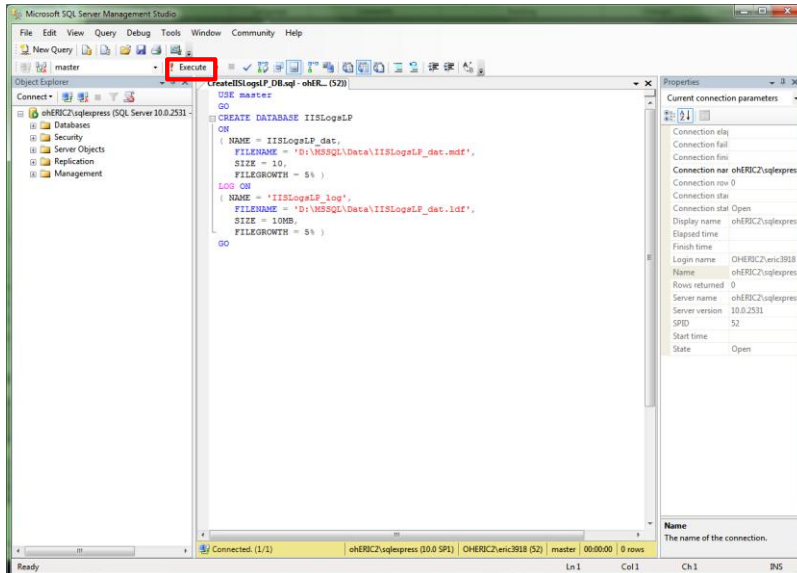 Microsoft SQL Server Management Studio
File Edit View Query Debug Tools Window Community Help
New Query
master Execute
Object Explorer
Connect
ohERIC2\sqlexpress (SQL Server 10.0.2531 -
Databases
Security
Server Objects
Replication
Management
CreateIISLogsLP_DB.sql - ohER... (52))
USE master
GO
CREATE DATABASE IISLogsLP
ON
( NAME = IISLogsLP_dat,
FILENAME = 'D:\MSSQL\Data\IISLogsLP_dat.mdf',
SIZE = 10,
FILEGROWTH = 5% )
LOG ON
( NAME = 'IISLogsLP_log',
FILENAME = 'D:\MSSQL\Data\IISLogsLP_dat.ldf',
SIZE = 10MB,
FILEGROWTH = 5% )
GO
Connected. (1/1) ohERIC2\sqlexpress (10.0 SP1) OHERIC2\eric3918 (52) master 00:00:00 0 rows
Properties
Current connection parameters
Connection elap
Connection fail
Connection fini
Connection nar ohERIC2\sqlexpres
Connection row 0
Connection star
Connection stat Open
Display name ohERIC2\sqlexpres
Elapsed time
Finish time
Login name OHERIC2\eric3918
Name ohERIC2\sqlexpres
Rows returned 0
Server name ohERIC2\sqlexpres
Server version 10.0.2531
SPID 52
Start time
State Open
Name
The name of the connection.
Ready Ln 1 Col 1 Ch 1 INS